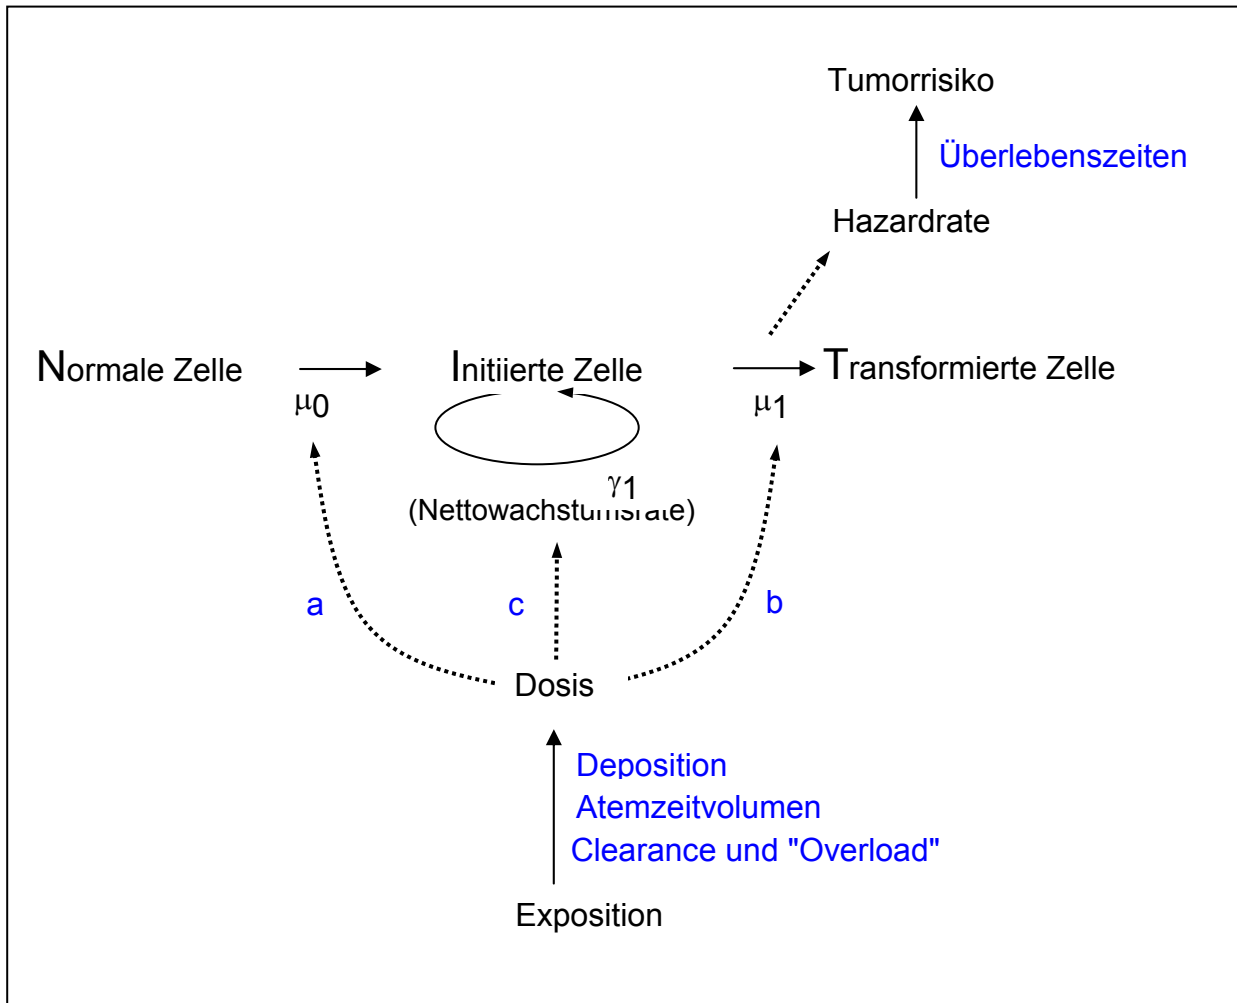 Tumorrisiko
Überlebenszeiten
Hazardrate
Normale Zelle
Initiierte Zelle
Transformierte Zelle
μ0
μ1
γ1
(Nettowachstumsrate)
a
c
b
Dosis
Deposition
Atemzeitvolumen
Clearance und "Overload"
Exposition